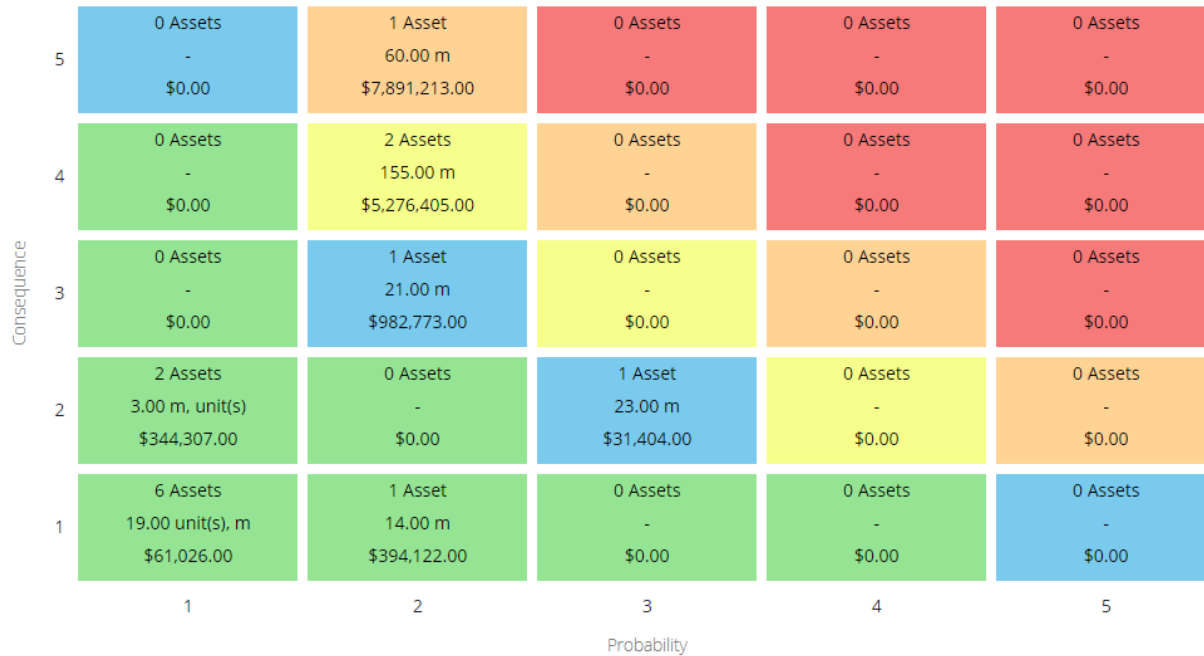 Consequence
5
0 Assets
-
$0.00
1 Asset
60.00 m
$7,891,213.00
0 Assets
-
$0.00
0 Assets
-
$0.00
0 Assets
-
$0.00
4
0 Assets
-
$0.00
2 Assets
155.00 m
$5,276,405.00
0 Assets
-
$0.00
0 Assets
-
$0.00
0 Assets
-
$0.00
3
0 Assets
-
$0.00
1 Asset
21.00 m
$982,773.00
0 Assets
-
$0.00
0 Assets
-
$0.00
0 Assets
-
$0.00
2
2 Assets
3.00 m, unit(s)
$344,307.00
0 Assets
-
$0.00
1 Asset
23.00 m
$31,404.00
0 Assets
-
$0.00
0 Assets
-
$0.00
1
6 Assets
19.00 unit(s), m
$61,026.00
1 Asset
14.00 m
$394,122.00
0 Assets
-
$0.00
0 Assets
-
$0.00
0 Assets
-
$0.00
1
2
3
4
5
Probability